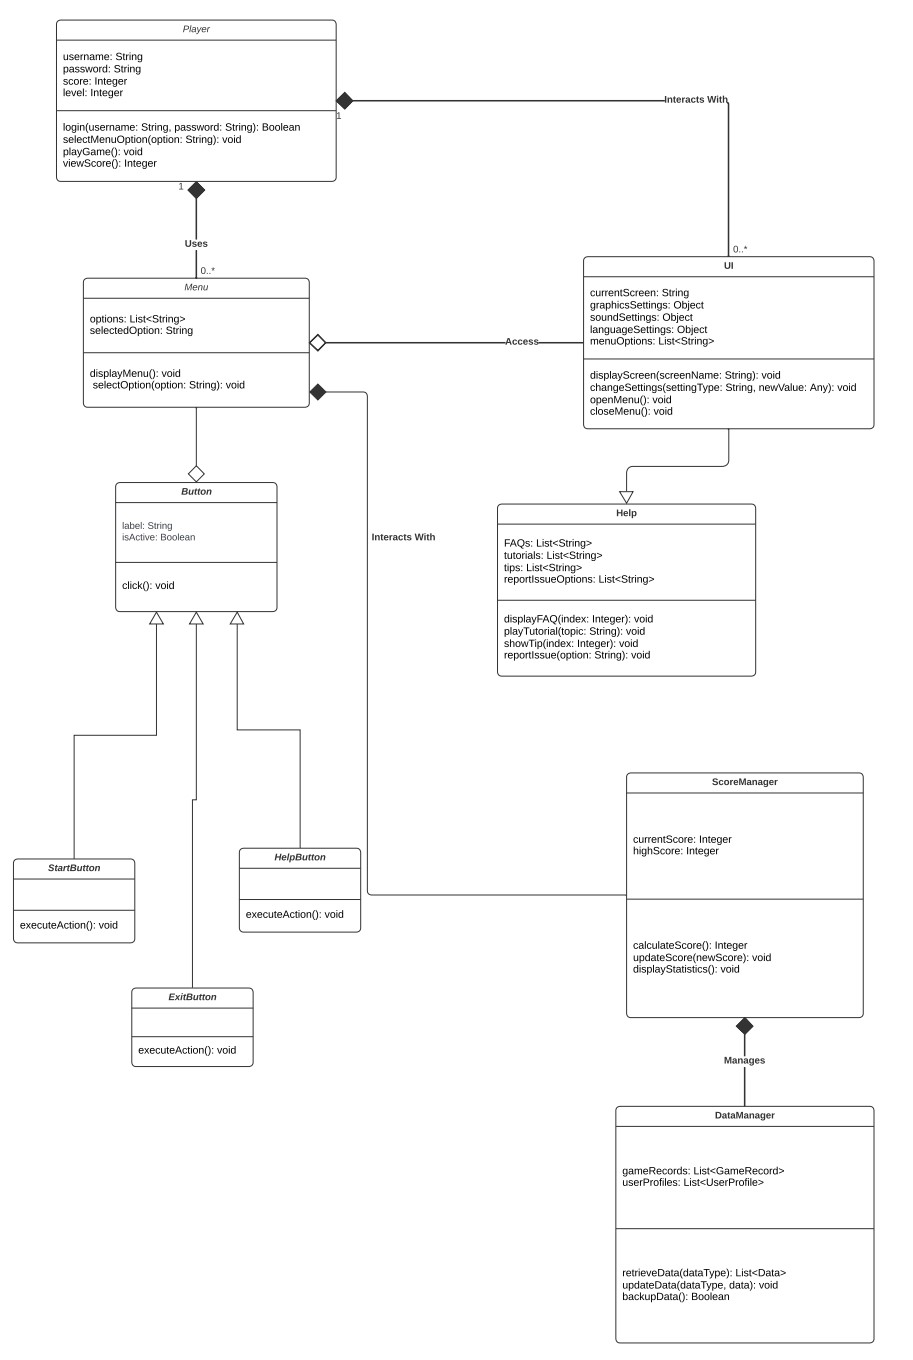 Player
username: String
password: String
score: Integer
level: Integer
login(username: String, password: String): Boolean
selectMenuOption(option: String): void
playGame(): void
viewScore(): Integer
1
Interacts With
1
Uses
0..*
0..*
Menu
options: List<String>
selectedOption: String
displayMenu(): void
selectOption(option: String): void
Access
UI
currentScreen: String
graphicsSettings: Object
soundSettings: Object
languageSettings: Object
menuOptions: List<String>
displayScreen(screenName: String): void
changeSettings(settingType: String, newValue: Any): void
openMenu(): void
closeMenu(): void
Button
label: String
isActive: Boolean
click(): void
Interacts With
Help
FAQs: List<String>
tutorials: List<String>
tips: List<String>
reportIssueOptions: List<String>
displayFAQ(index: Integer): void
playTutorial(topic: String): void
showTip(index: Integer): void
reportIssue(option: String): void
StartButton
executeAction(): void
HelpButton
executeAction(): void
ExitButton
executeAction(): void
ScoreManager
currentScore: Integer
highScore: Integer
calculateScore(): Integer
updateScore(newScore): void
displayStatistics(): void
Manages
DataManager
gameRecords: List<GameRecord>
userProfiles: List<UserProfile>
retrieveData(dataType): List<Data>
updateData(dataType, data): void
backupData(): Boolean